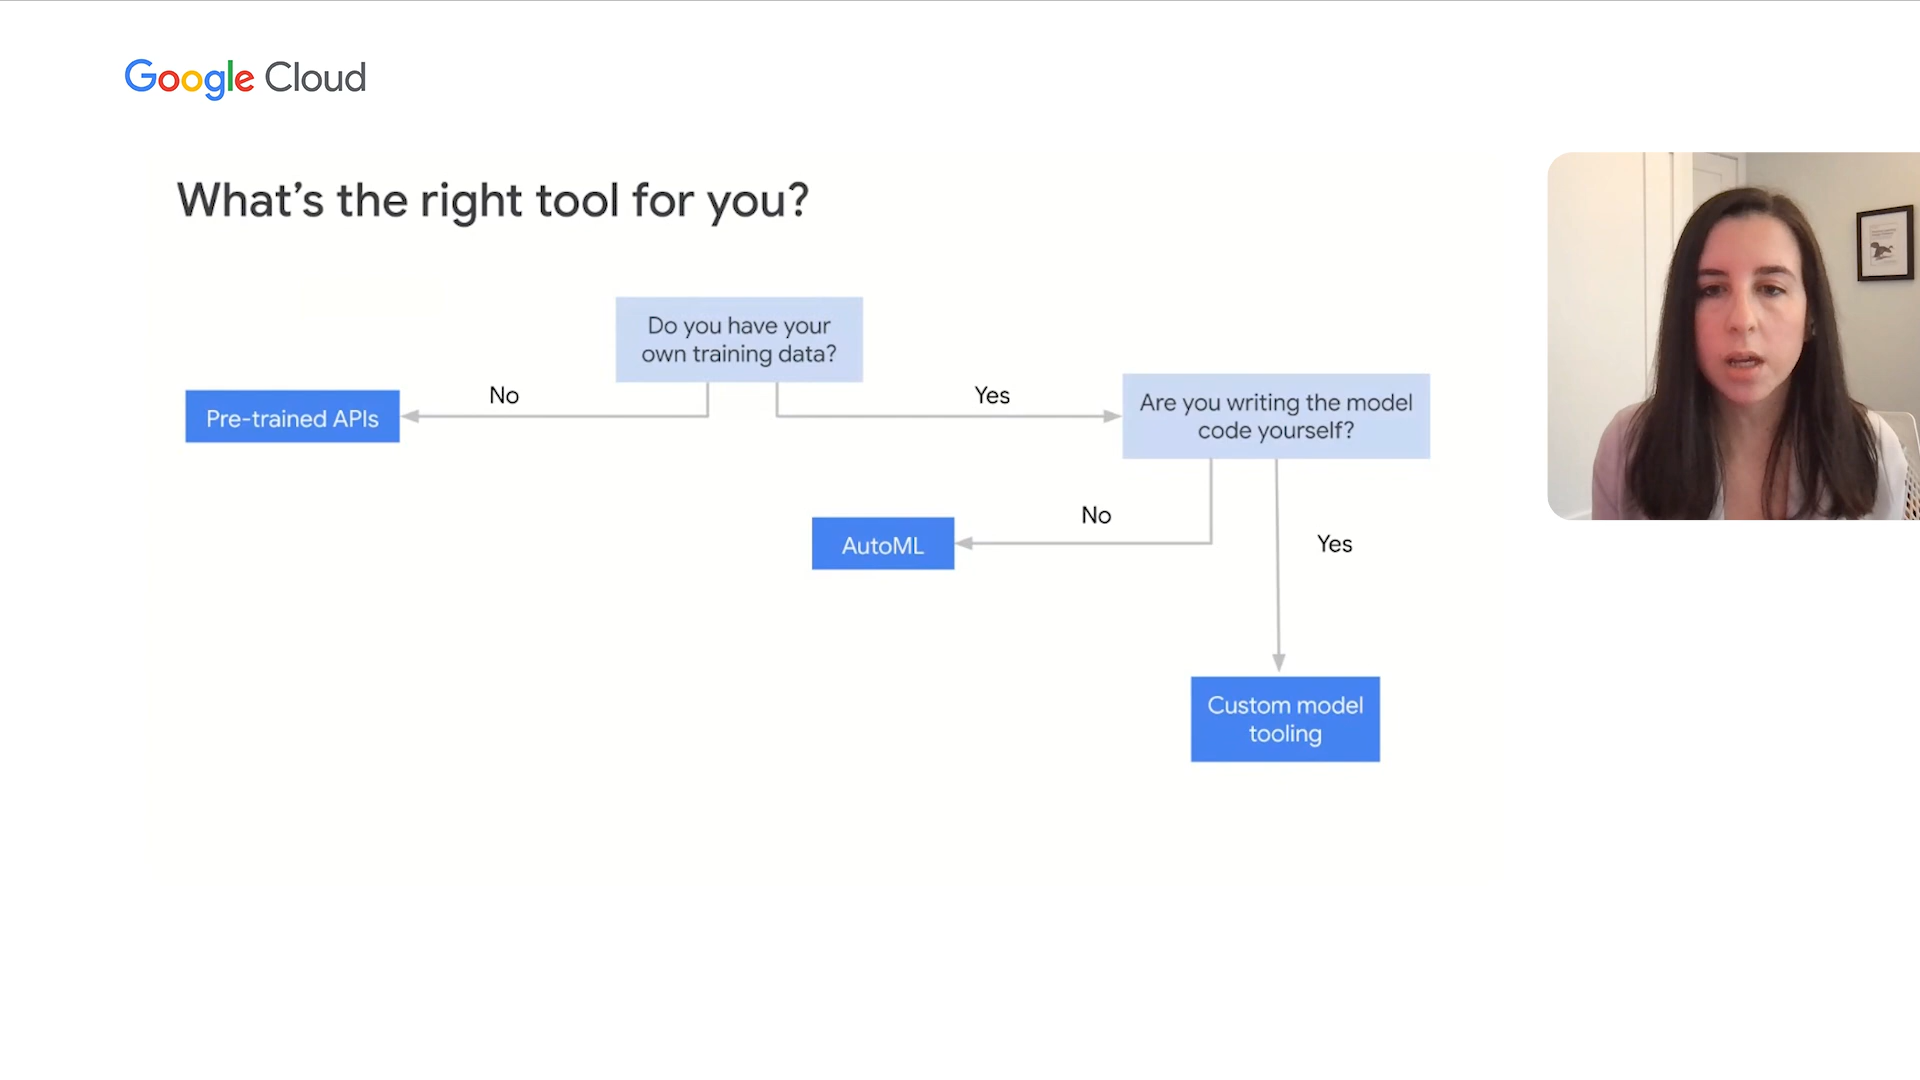 Google Cloud
What's the right tool for you?
Do you have your
own training data?
No
Yes
Pre-trained APIs
Are you writing the model
code yourself?
No
AutoML
Yes
Custom model
tooling